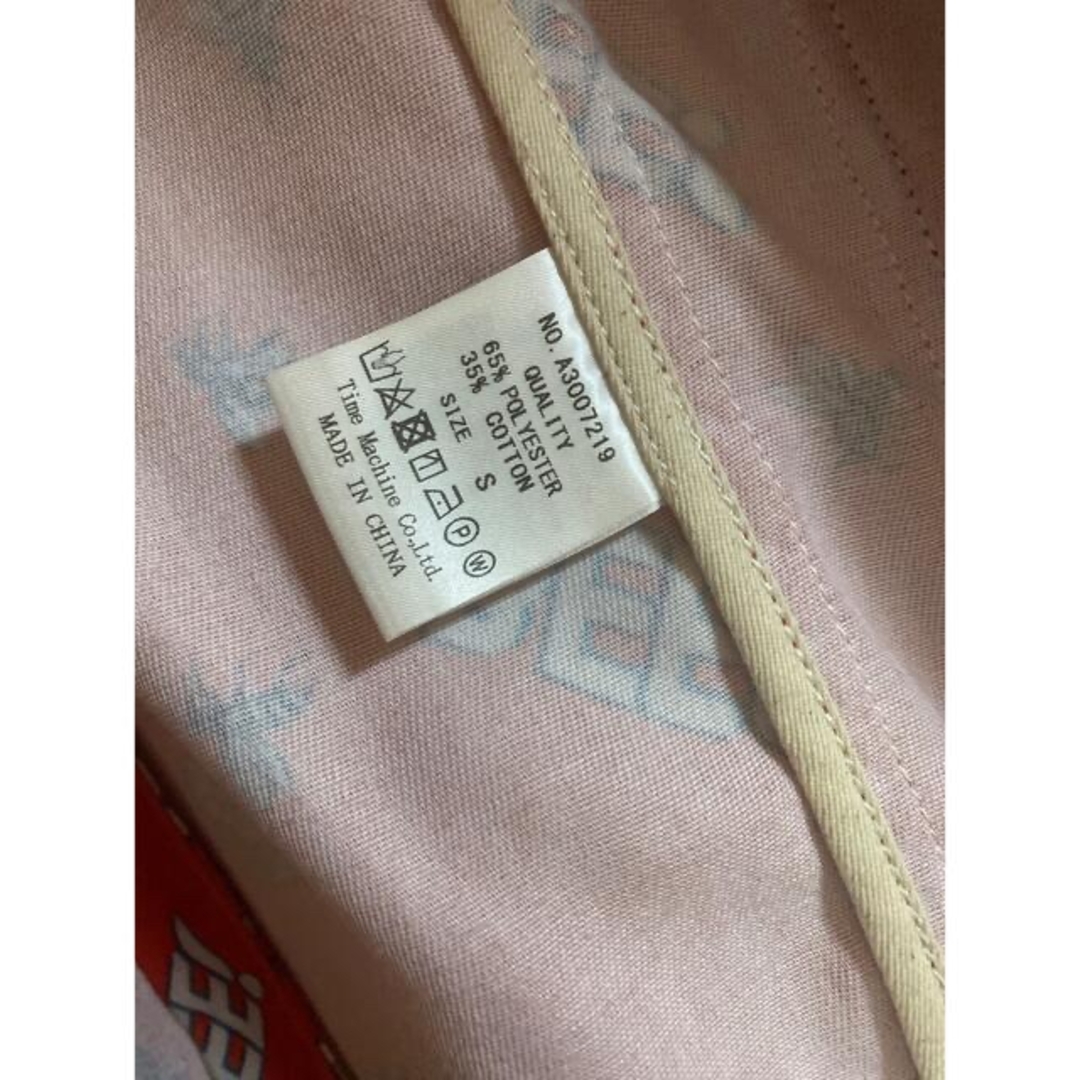 NO. A3007219
QUALITY
65% POLYESTER
35% COTTON
SIZE S
P W
Time Machine Co.,Ltd.
MADE IN CHINA